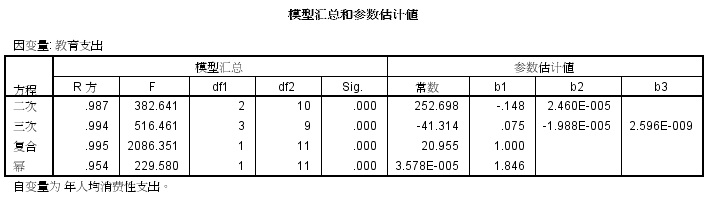 模型汇总和参数估计值
因变量: 教育支出
方程 模型汇总 参数估计值
R 方 F df1 df2 Sig. 常数 b1 b2 b3
二次 .987 382.641 2 10 .000 252.698 -.148 2.460E-005
三次 .994 516.461 3 9 .000 -41.314 .075 -1.988E-005 2.596E-009
复合 .995 2086.351 1 11 .000 20.955 1.000
幂 .954 229.580 1 11 .000 3.578E-005 1.846
自变量为 年人均消费性支出。